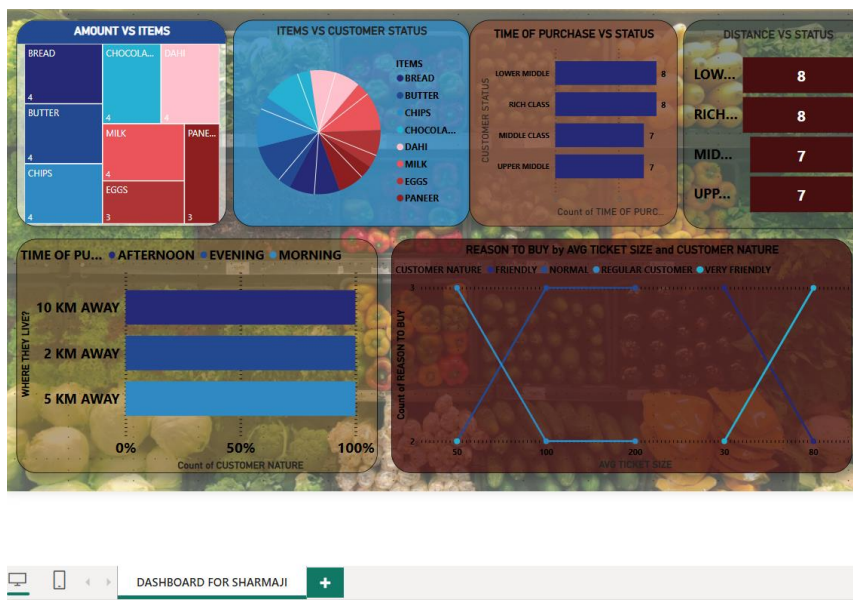 AMOUNT VS ITEMS
BREAD
4
BUTTER
4
CHIPS
4
CHOCOLA...
4
DAHI
4
MILK
4
EGGS
3
PANE...
3
ITEMS VS CUSTOMER STATUS
ITEMS
BREAD
BUTTER
CHIPS
CHOCOLA...
DAHI
MILK
EGGS
PANEER
TIME OF PURCHASE VS STATUS
CUSTOMER STATUS
LOWER MIDDLE 8
RICH CLASS 8
MIDDLE CLASS 7
UPPER MIDDLE 7
Count of TIME OF PURC...
DISTANCE VS STATUS
LOW... 8
RICH... 8
MID... 7
UPP... 7
TIME OF PU... AFTERNOON EVENING MORNING
WHERE THEY LIVE?
10 KM AWAY
2 KM AWAY
5 KM AWAY
0% 50% 100%
Count of CUSTOMER NATURE
REASON TO BUY by AVG TICKET SIZE and CUSTOMER NATURE
CUSTOMER NATURE FRIENDLY NORMAL REGULAR CUSTOMER VERY FRIENDLY
Count of REASON TO BUY
3
2
50 100 200 30 80
AVG TICKET SIZE
DASHBOARD FOR SHARMAJI
+